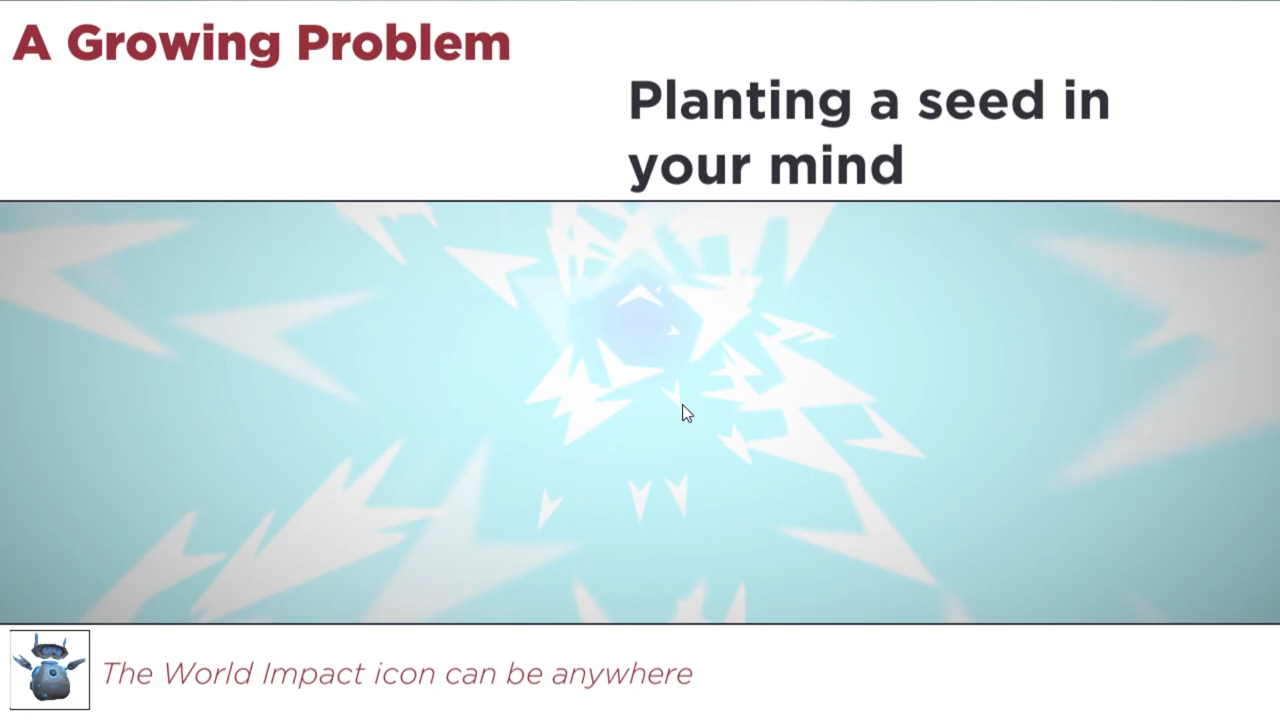 A Growing Problem
Planting a seed in
your mind
The World Impact icon can be anywhere